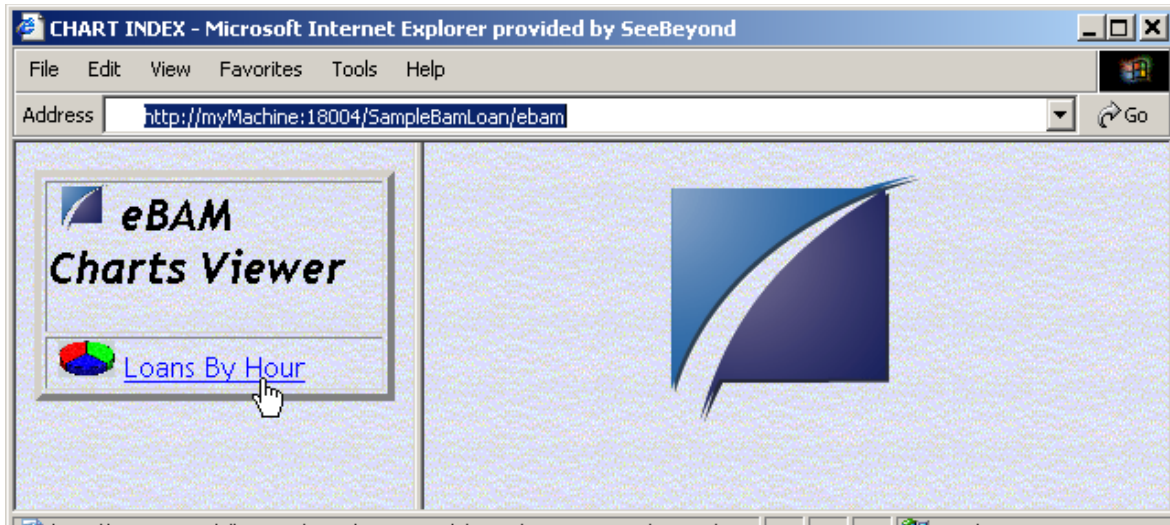 CHART INDEX - Microsoft Internet Explorer provided by SeeBeyond
File Edit View Favorites Tools Help
Address http://myMachine:18004/SampleBamLoan/ebam Go
eBAM
Charts Viewer
Loans By Hour